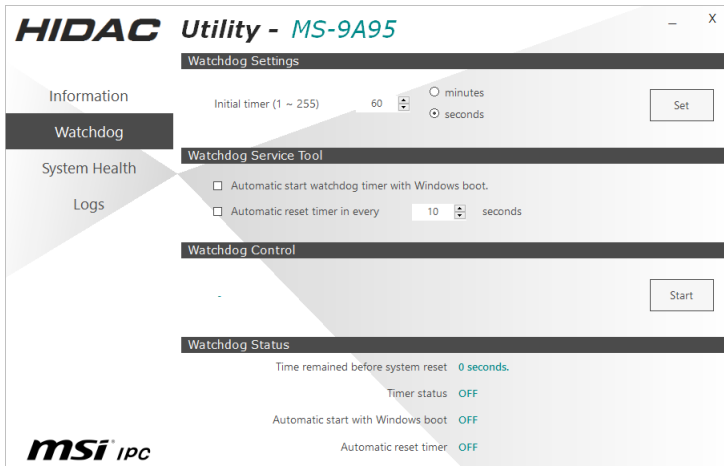 HIDAC Utility - MS-9A95
_ X
Watchdog Settings
Information
Initial timer (1 ~ 255) 60 minutes
seconds
Set
Watchdog
Watchdog Service Tool
System Health
Automatic start watchdog timer with Windows boot.
Logs
Automatic reset timer in every 10 seconds
Watchdog Control
-
Start
Watchdog Status
Time remained before system reset 0 seconds.
Timer status OFF
Automatic start with Windows boot OFF
Automatic reset timer OFF
msi IPC